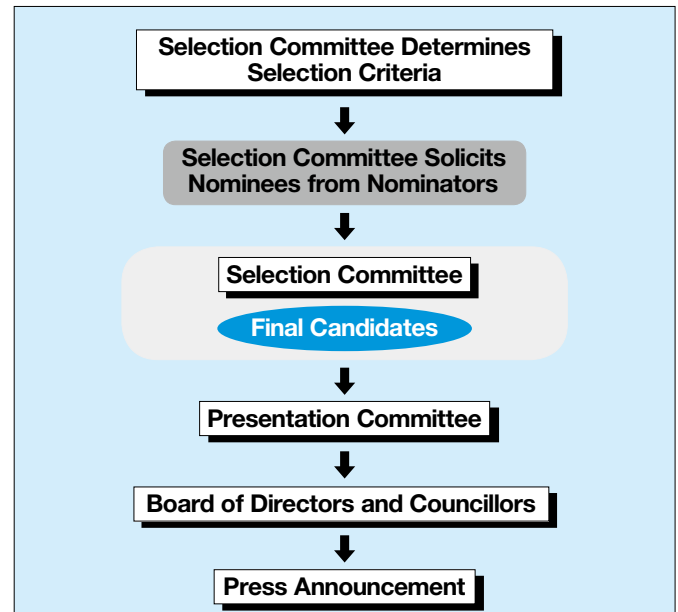 Selection Committee Determines
Selection Criteria
Selection Committee Solicits
Nominees from Nominators
Selection Committee
Final Candidates
Presentation Committee
Board of Directors and Councillors
Press Announcement